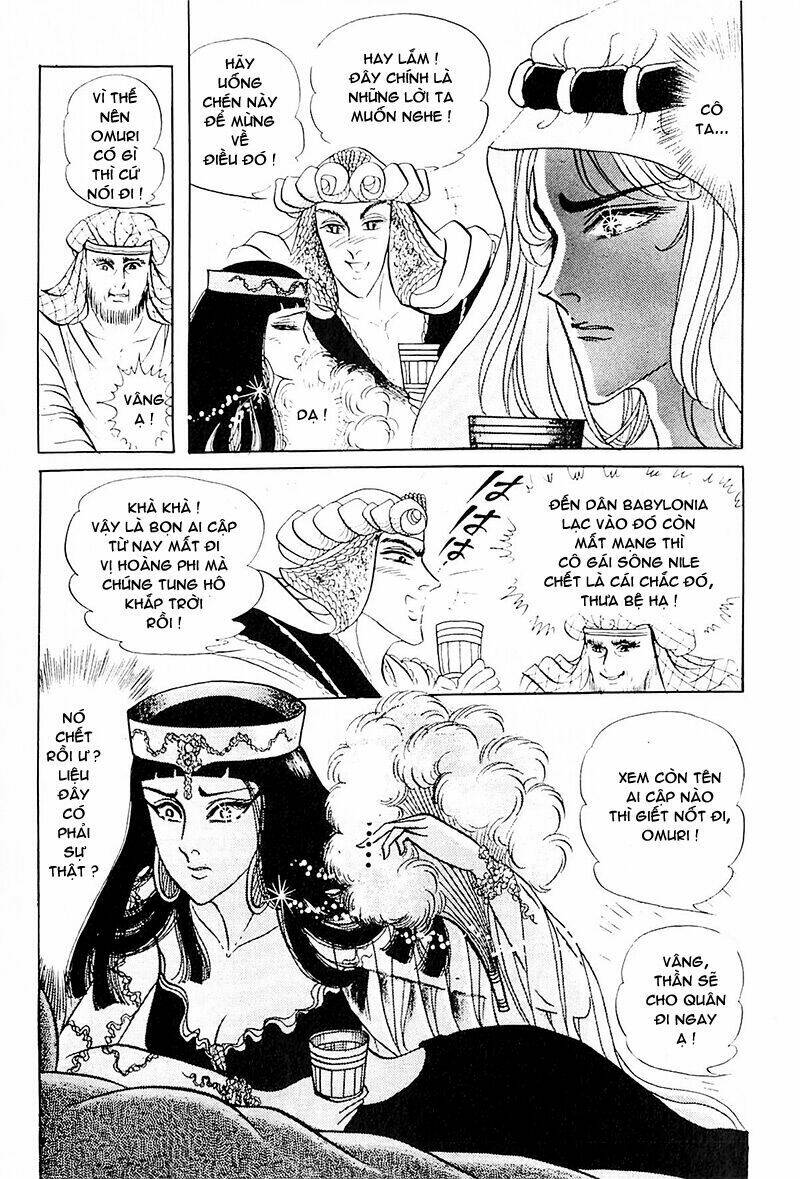 CÔ
TA...
HAY LẮM !
ĐÂY CHÍNH LÀ
NHỮNG LỜI TA
MUỐN NGHE !
HÃY
UỐNG
CHÉN NÀY
ĐỂ MỪNG
VỀ
ĐIỀU ĐÓ !
DẠ !
VÌ THẾ
NÊN
OMURI
CÓ GÌ
THÌ CỨ
NÓI ĐI !
VÂNG
Ạ !
ĐẾN DÂN BABYLONIA
LẠC VÀO ĐÓ CÒN
MẤT MẠNG THÌ
CÔ GÁI SÔNG NILE
CHẾT LÀ CÁI CHẮC ĐÓ,
THƯA BỆ HẠ !
はははは
KHÀ KHÀ !
VẬY LÀ BỌN AI CẬP
TỪ NAY MẤT ĐI
VỊ HOÀNG PHI MÀ
CHÚNG TUNG HÔ
KHẮP TRỜI
RỒI !
XEM CÒN TÊN
AI CẬP NÀO
THÌ GIẾT NỐT ĐI,
OMURI !
VÂNG,
THẦN SẼ
CHO QUÂN
ĐI NGAY
Ạ !
NÓ
CHẾT
RỒI Ư ?
LIỆU
ĐÂY
CÓ
PHẢI
SỰ
THẬT ?